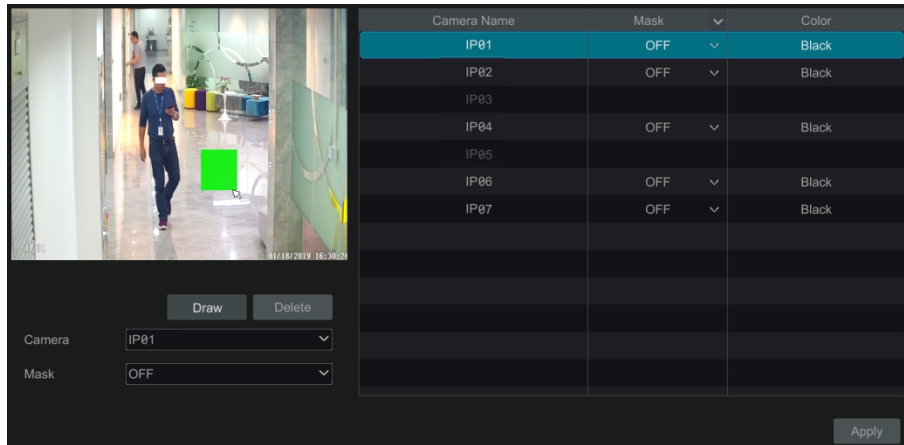 Camera Name Mask Color
IP01 OFF Black
IP02 OFF Black
IP03
IP04 OFF Black
IP05
IP06 OFF Black
IP07 OFF Black
01/18/2019 16:30:24
Draw Delete
Camera IP01
Mask OFF
Apply